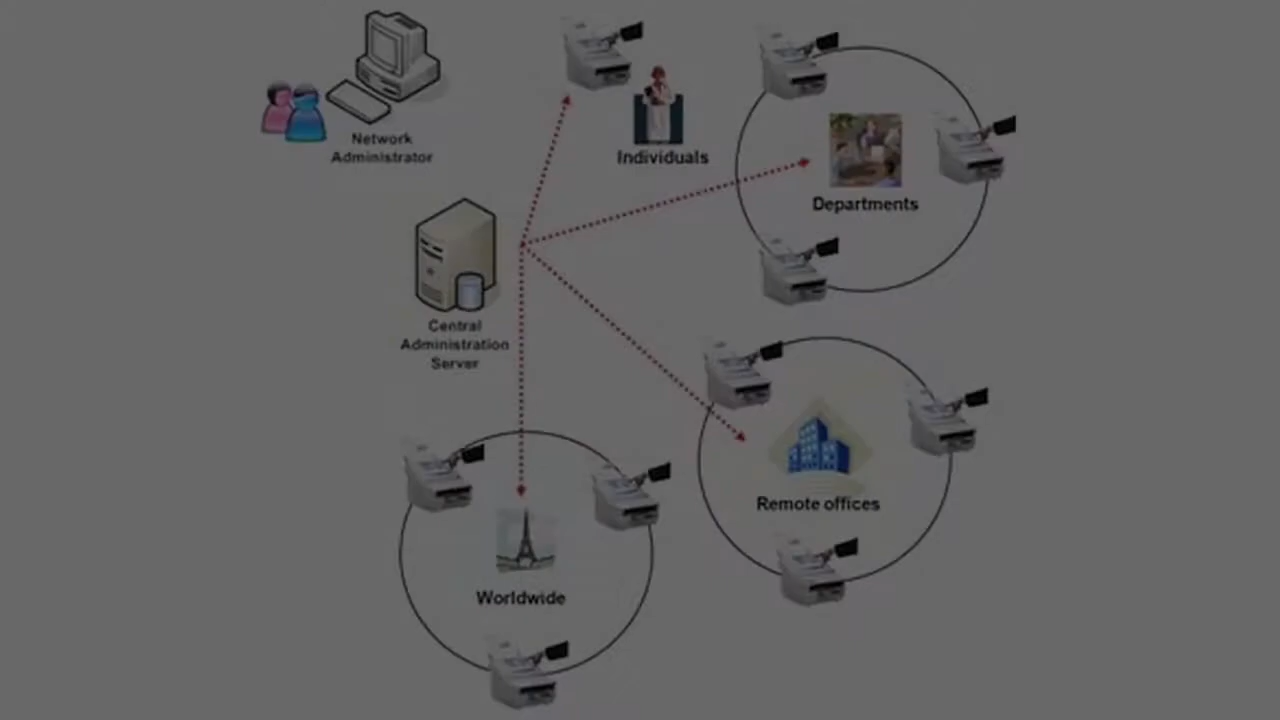 Network
Administrator
Individuals
Departments
Central
Administration
Server
Remote offices
Worldwide